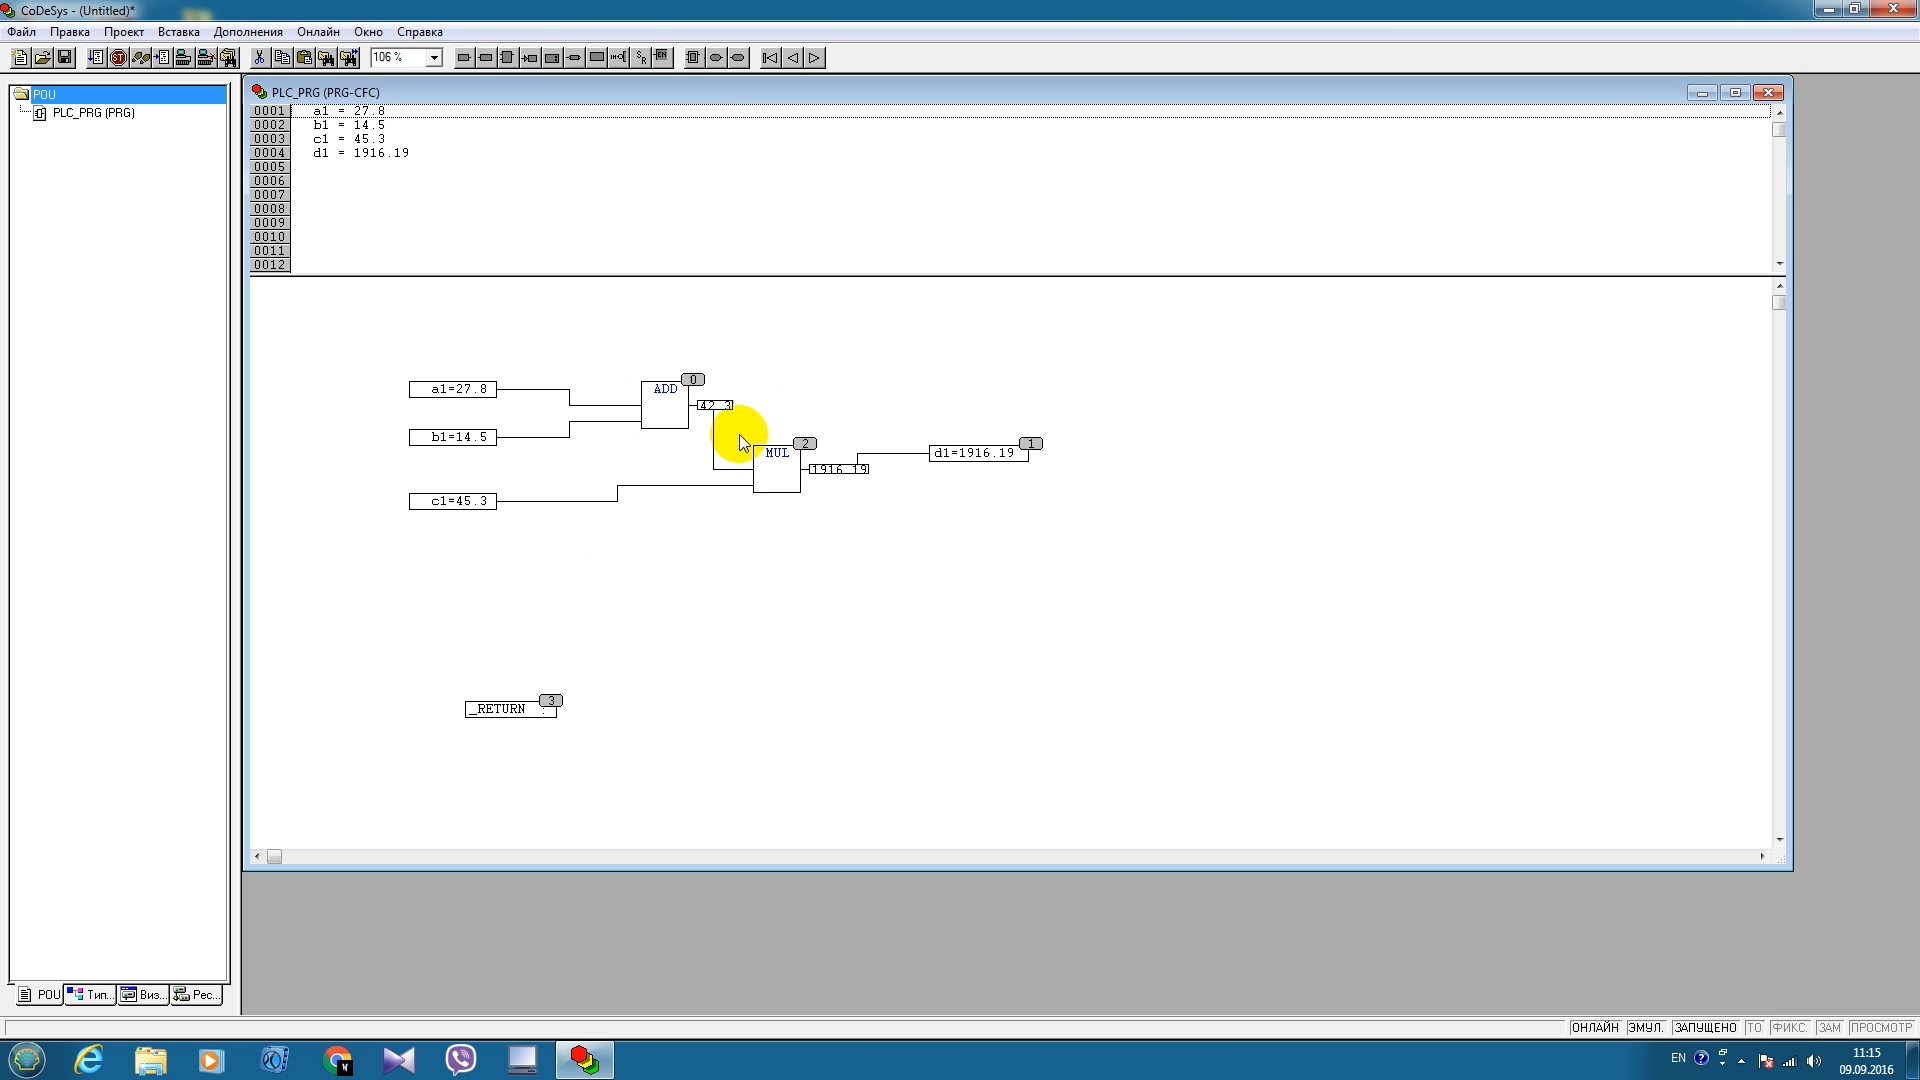 CoDeSys - (Untitled)*
Файл Правка Проект Вставка Дополнения Онлайн Окно Справка
106 %
POU
PLC_PRG (PRG)
PLC_PRG (PRG-CFC)
0001 a1 = 27.8
0002 b1 = 14.5
0003 c1 = 45.3
0004 d1 = 1916.19
0005
0006
0007
0008
0009
0010
0011
0012
0
a1=27.8 ADD
42.3
b1=14.5 2 1
MUL d1=1916.19
1916.19
c1=45.3
3
_RETURN
POU Тип... Виз... Рес...
ОНЛАЙН ЭМУЛ. ЗАПУЩЕНО TO ФИКС. ЗАМ ПРОСМОТР
EN
11:15
09.09.2016